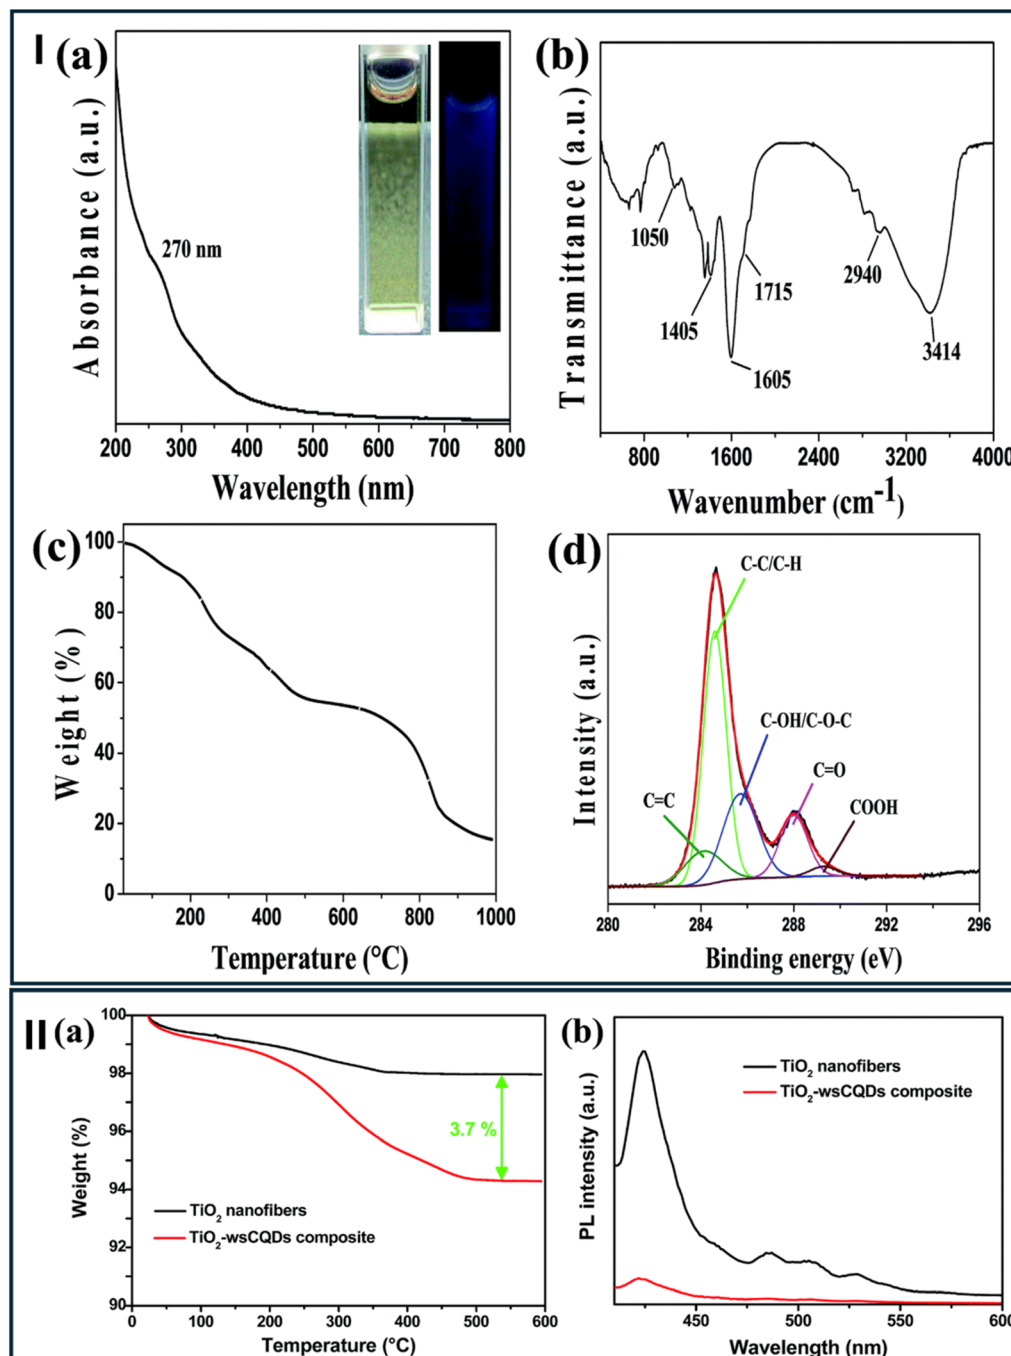 I (a)
Absorbance (a.u.)
270 nm
200 300 400 500 600 700 800
Wavelength (nm)
(b)
Transmittance (a.u.)
1050
1405
1605
1715
2940
3414
800 1600 2400 3200 4000
Wavenumber (cm-1)
(c)
Weight (%)
100
80
60
40
20
0
200 400 600 800 1000
Temperature (°C)
(d)
Intensity (a.u.)
C-C/C-H
C-OH/C-O-C
C=O
C=C
COOH
280 284 288 292 296
Binding energy (eV)
II (a)
Weight (%)
100
98
96
94
92
90
3.7 %
TiO2 nanofibers
TiO2-wsCQDs composite
0 100 200 300 400 500 600
Temperature (°C)
(b)
PL intensity (a.u.)
TiO2 nanofibers
TiO2-wsCQDs composite
450 500 550 600
Wavelength (nm)